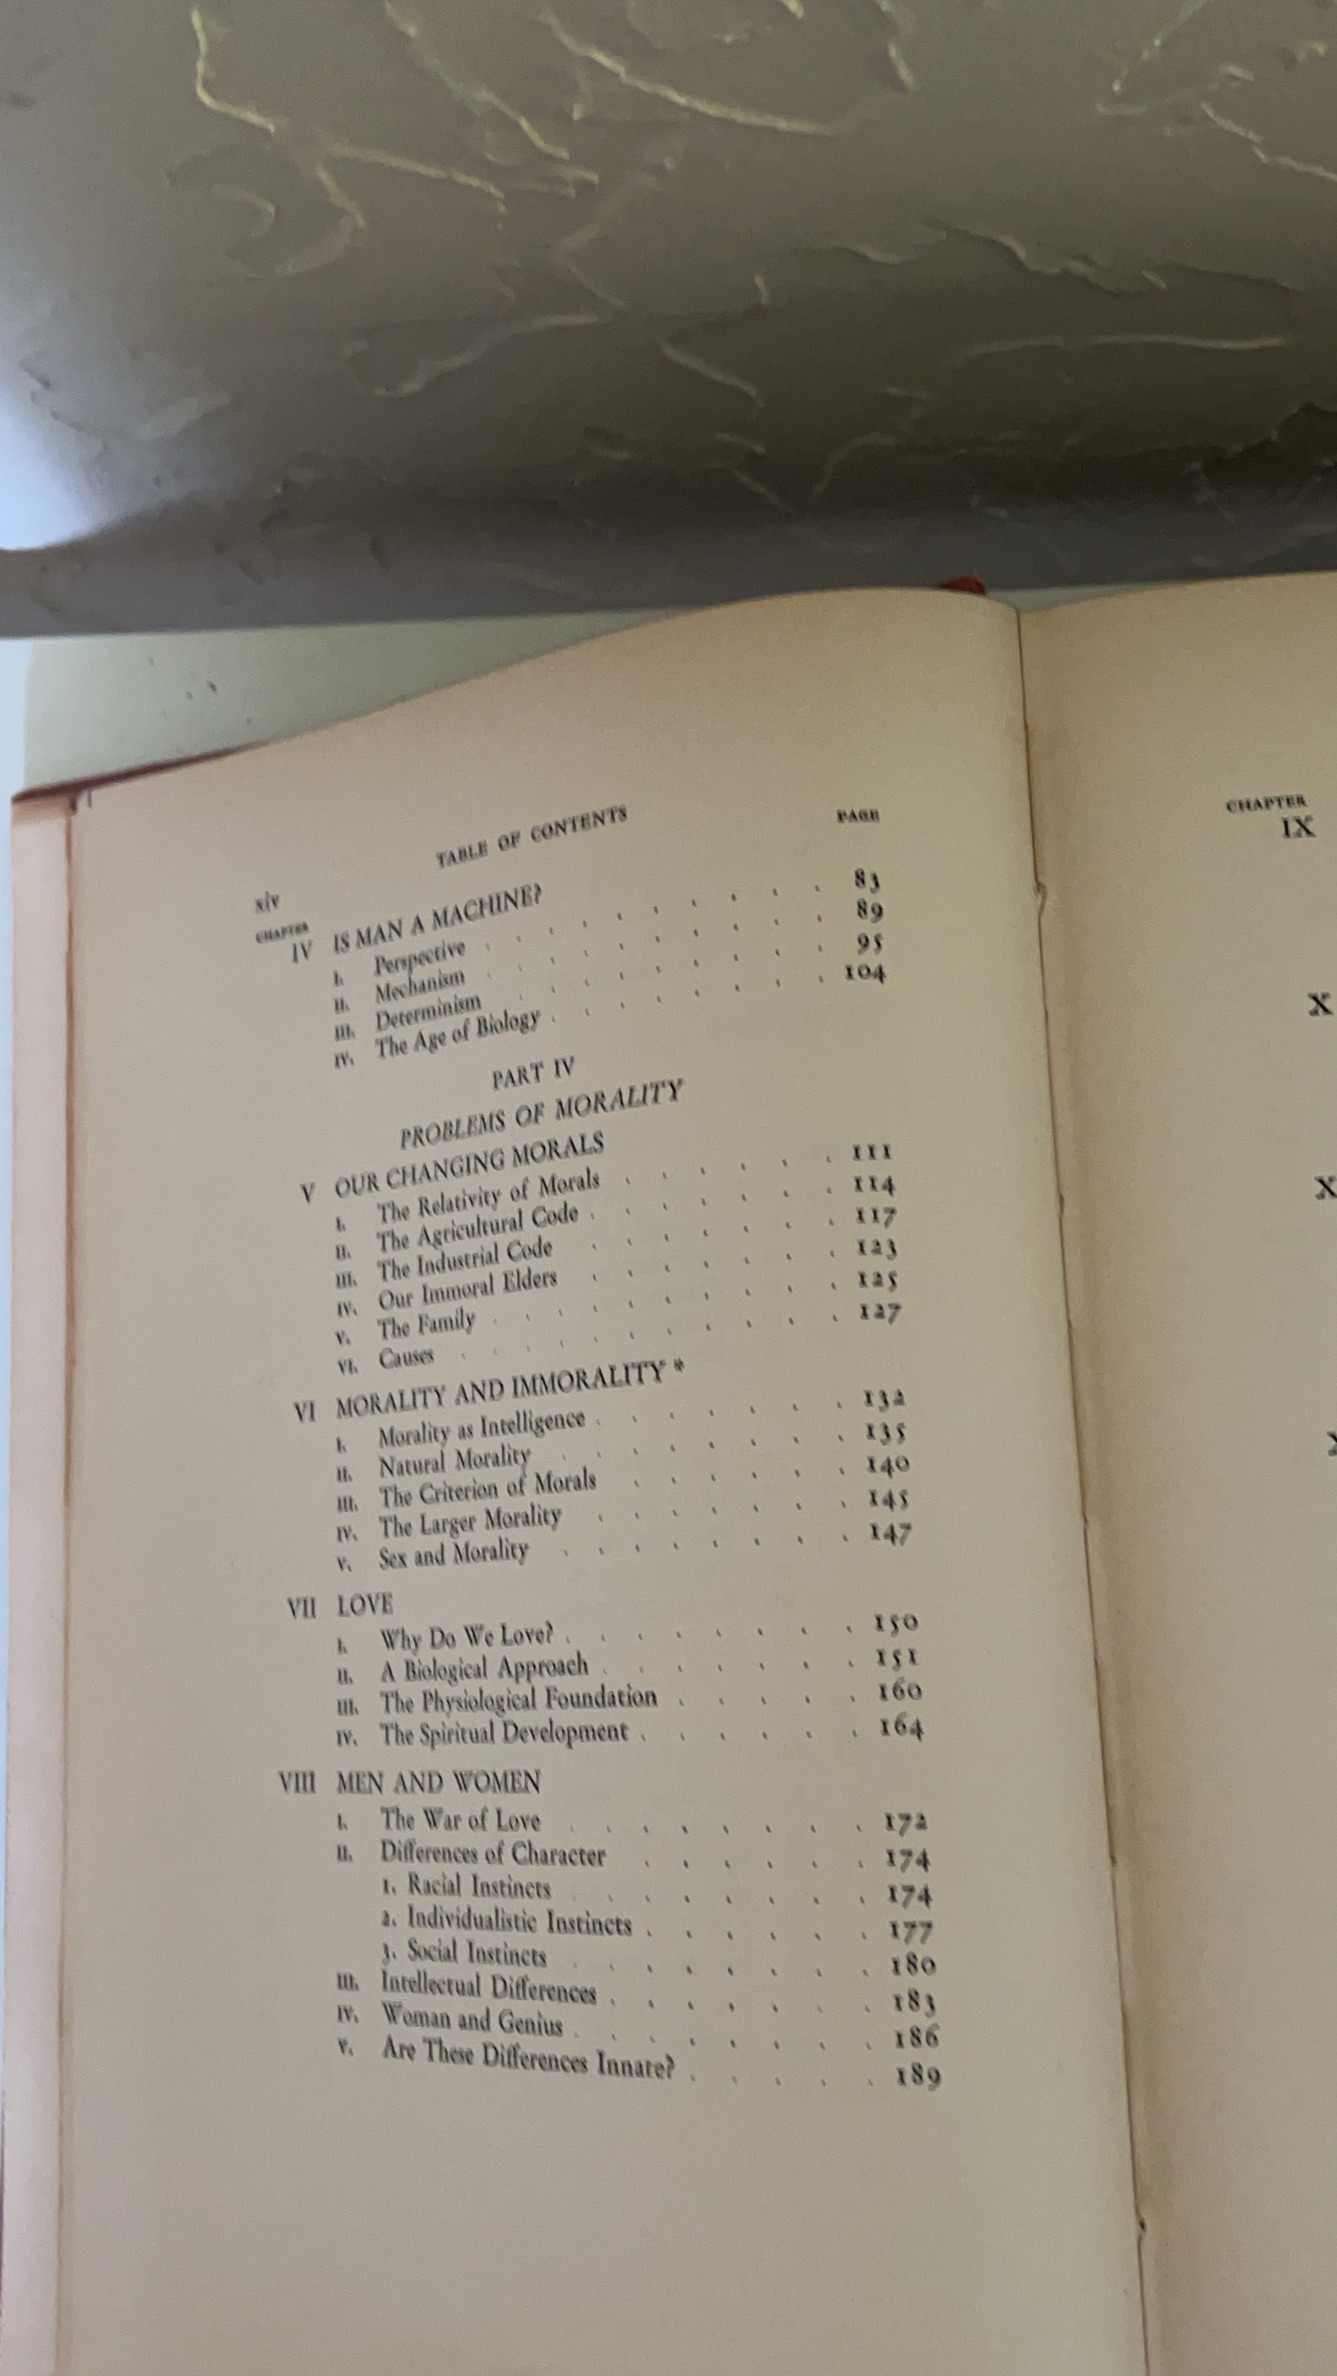 xiv
TABLE OF CONTENTS
CHAPTER PAGE
IV IS MAN A MACHINE?
I. Perspective . . . . . . . . . . 83
II. Mechanism . . . . . . . . . . 89
III. Determinism . . . . . . . . . 95
IV. The Age of Biology . . . . . . . . 104
PART IV
PROBLEMS OF MORALITY
V OUR CHANGING MORALS
I. The Relativity of Morals . . . . . . 111
II. The Agricultural Code . . . . . . . 114
III. The Industrial Code . . . . . . . 117
IV. Our Immoral Elders . . . . . . . 123
V. The Family . . . . . . . . . . 125
VI. Causes . . . . . . . . . . . 127
VI MORALITY AND IMMORALITY *
I. Morality as Intelligence . . . . . . . 132
II. Natural Morality . . . . . . . . 135
III. The Criterion of Morals . . . . . . 140
IV. The Larger Morality . . . . . . . 145
V. Sex and Morality . . . . . . . . 147
VII LOVE
I. Why Do We Love? . . . . . . . . 150
II. A Biological Approach . . . . . . . 151
III. The Physiological Foundation . . . . . 160
IV. The Spiritual Development . . . . . . 164
VIII MEN AND WOMEN
I. The War of Love . . . . . . . . 172
II. Differences of Character . . . . . . 174
1. Racial Instincts . . . . . . . . 174
2. Individualistic Instincts . . . . . . 177
3. Social Instincts . . . . . . . . 180
III. Intellectual Differences . . . . . . . 183
IV. Woman and Genius . . . . . . . . 186
V. Are These Differences Innate? . . . . . 189
CHAPTER
IX
X
X